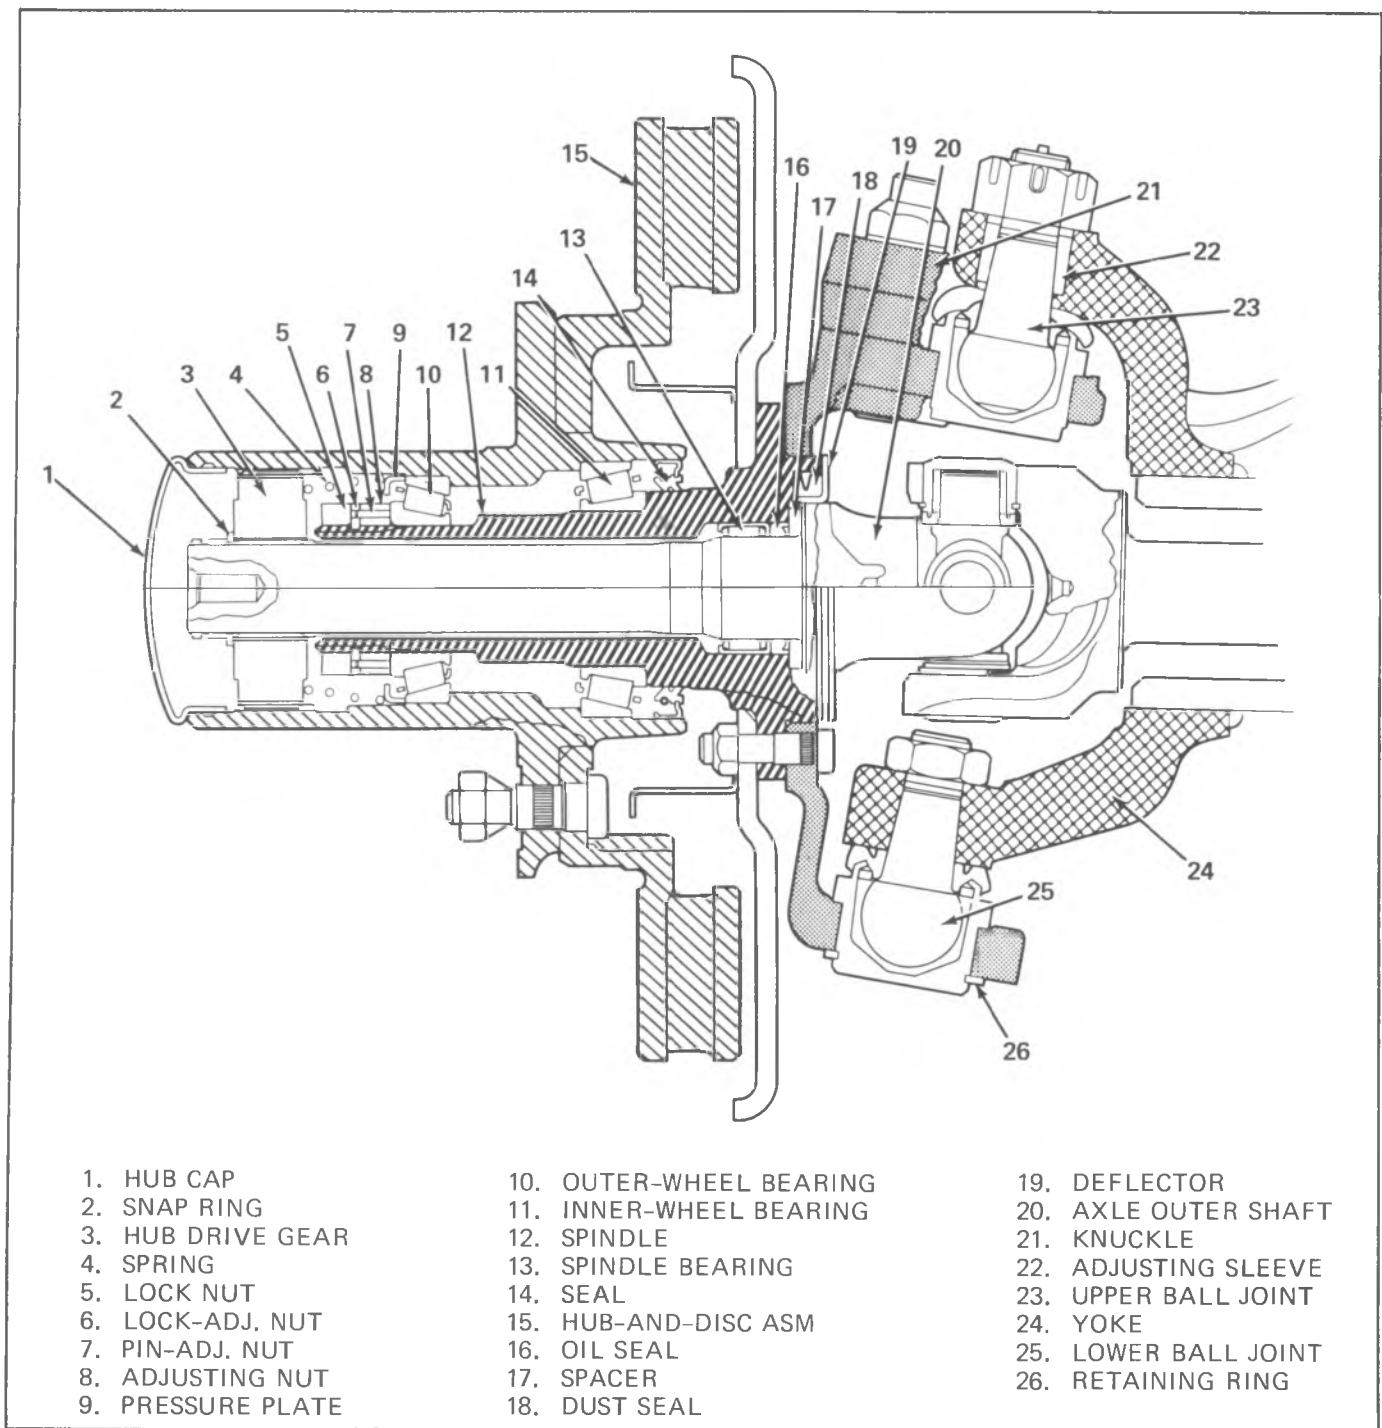 15
19
20
16
18
17
21
13
22
14
23
5
7
9
12
6
8
10
11
3
4
2
1
24
25
26
1. HUB CAP
2. SNAP RING
3. HUB DRIVE GEAR
4. SPRING
5. LOCK NUT
6. LOCK-ADJ. NUT
7. PIN-ADJ. NUT
8. ADJUSTING NUT
9. PRESSURE PLATE
10. OUTER-WHEEL BEARING
11. INNER-WHEEL BEARING
12. SPINDLE
13. SPINDLE BEARING
14. SEAL
15. HUB-AND-DISC ASM
16. OIL SEAL
17. SPACER
18. DUST SEAL
19. DEFLECTOR
20. AXLE OUTER SHAFT
21. KNUCKLE
22. ADJUSTING SLEEVE
23. UPPER BALL JOINT
24. YOKE
25. LOWER BALL JOINT
26. RETAINING RING